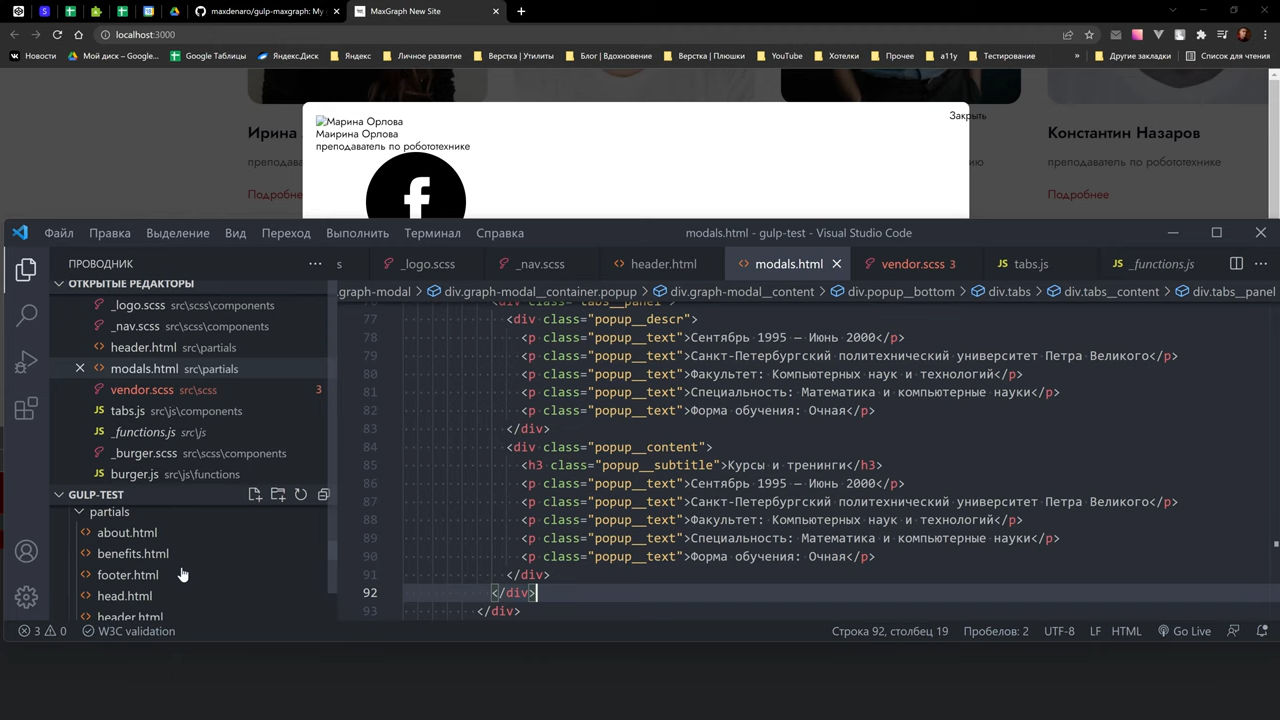 maxdenaro/gulp-maxgraph: My
MaxGraph New Site
localhost:3000
Новости
Мой диск – Google...
Google Таблицы
Яндекс.Диск
Яндекс
Личное развитие
Верстка | Утилиты
Блог | Вдохновение
Верстка | Плюшки
YouTube
Хотелки
Прочее
a11y
Тестирование
»
Другие закладки
Список для чтения
Марина Орлова
Маирина Орлова
преподаватель по робототехнике
Закрыть
Ирина
преподава
Подробне
Константин Назаров
преподаватель по робототехнике
Подробнее
Файл Правка Выделение Вид Переход Выполнить Терминал Справка
modals.html - gulp-test - Visual Studio Code
ПРОВОДНИК
s
_logo.scss
_nav.scss
header.html
modals.html
vendor.scss 3
tabs.js
_functions.js
ОТКРЫТЫЕ РЕДАКТОРЫ
_logo.scss src\scss\components
_nav.scss src\scss\components
header.html src\partials
modals.html src\partials
vendor.scss src\scss 3
tabs.js src\js\components
_functions.js src\js
_burger.scss src\scss\components
burger.js src\js\functions
GULP-TEST
partials
about.html
benefits.html
footer.html
head.html
header.html
graph-modal > div.graph-modal__container.popup > div.graph-modal__content > div.popup__bottom > div.tabs > div.tabs__content > div.tabs__panel
<div class="tabs__panel">
77 <div class="popup__descr">
78 <p class="popup__text">Сентябрь 1995 – Июнь 2000</p>
79 <p class="popup__text">Санкт-Петербургский политехнический университет Петра Великого</p>
80 <p class="popup__text">Факультет: Компьютерных наук и технологий</p>
81 <p class="popup__text">Специальность: Математика и компьютерные науки</p>
82 <p class="popup__text">Форма обучения: Очная</p>
83 </div>
84 <div class="popup__content">
85 <h3 class="popup__subtitle">Курсы и тренинги</h3>
86 <p class="popup__text">Сентябрь 1995 – Июнь 2000</p>
87 <p class="popup__text">Санкт-Петербургский политехнический университет Петра Великого</p>
88 <p class="popup__text">Факультет: Компьютерных наук и технологий</p>
89 <p class="popup__text">Специальность: Математика и компьютерные науки</p>
90 <p class="popup__text">Форма обучения: Очная</p>
91 </div>
92 </div>
93 </div>
3 0
W3C validation
Строка 92, столбец 19
Пробелов: 2
UTF-8
LF
HTML
Go Live